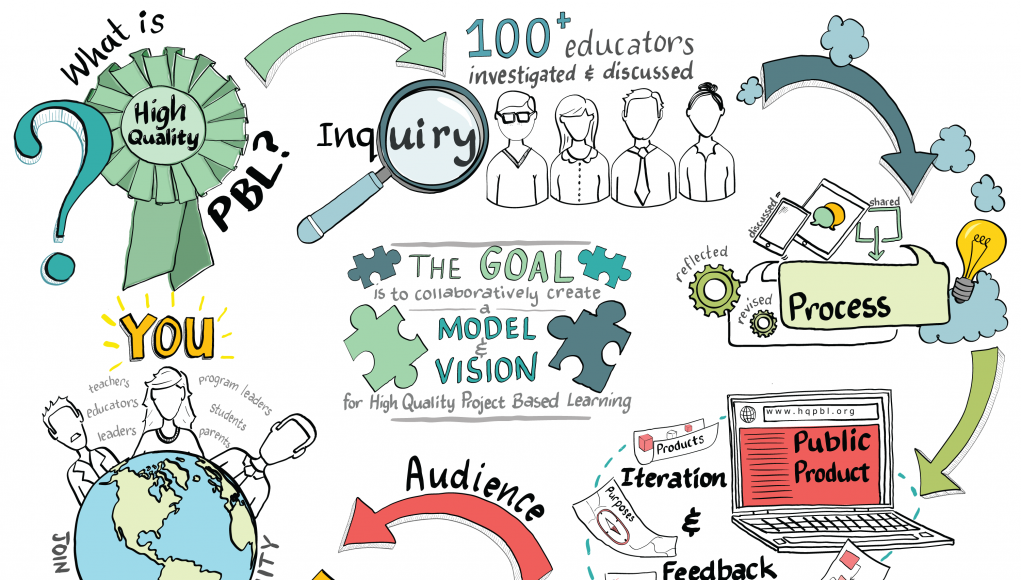 What is
High
Quality
PBL?
Inquiry
100+ educators
investigated & discussed
discussed
shared
reflected
revised
Process
THE GOAL
is to collaboratively create
a
MODEL
&
VISION
for High Quality Project Based Learning
YOU
teachers
educators
leaders
program leaders
students
parents
JOIN
ITY
Audience
www.hqpbl.org
Public
Product
Products
Iteration
Purposes
&
Feedback